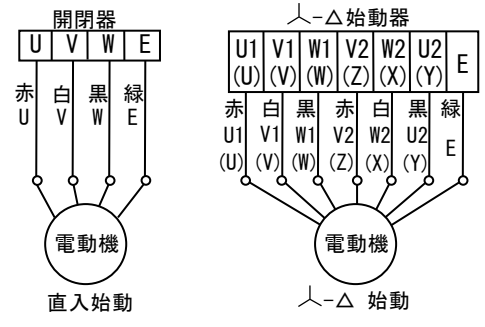 開閉器
U V W E
赤 白 黒 緑
U V W E
電動機
直入始動
人-△始動器
U1 V1 W1 V2 W2 U2 E
(U) (V) (W) (Z) (X) (Y)
赤 白 黒 赤 白 黒 緑
U1 V1 W1 V2 W2 U2 E
(U) (V) (W) (Z) (X) (Y)
電動機
人-△ 始動